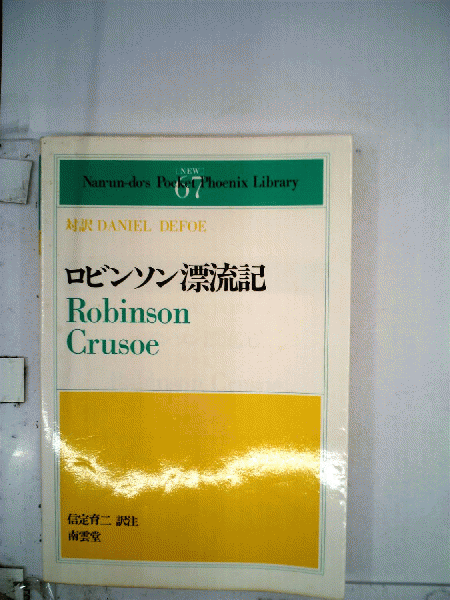 NEW
67
Nan'un-do's Pocket Phoenix Library
対訳 DANIEL DEFOE
ロビンソン漂流記
Robinson
Crusoe
信定育二 訳注
南雲堂